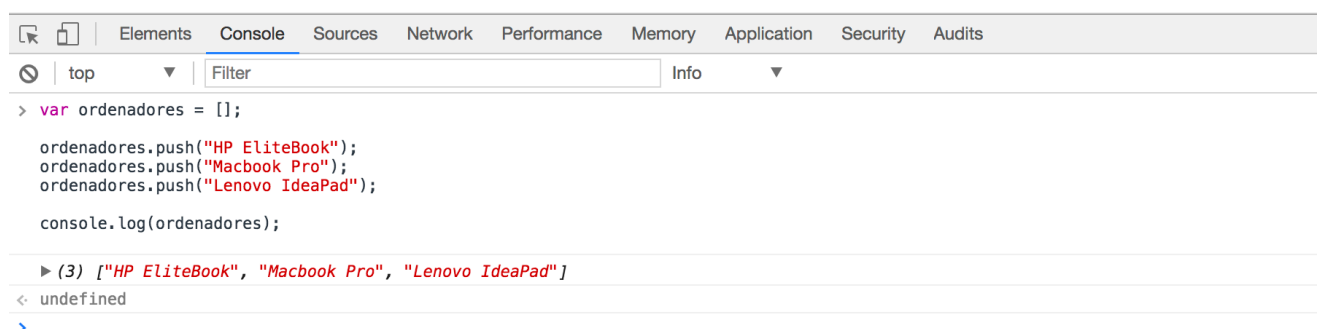 Elements Console Sources Network Performance Memory Application Security Audits
top ▼ Filter Info ▼
> var ordenadores = [];
ordenadores.push("HP EliteBook");
ordenadores.push("Macbook Pro");
ordenadores.push("Lenovo IdeaPad");
console.log(ordenadores);
▶ (3) ["HP EliteBook", "Macbook Pro", "Lenovo IdeaPad"]
undefined